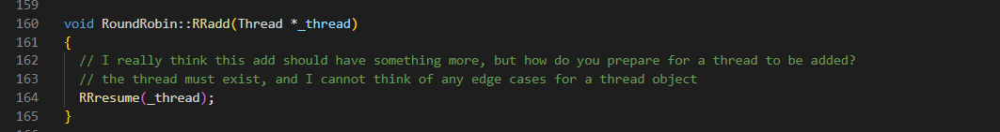 159
160 void RoundRobin::RRadd(Thread *_thread)
161 {
162 // I really think this add should have something more, but how do you prepare for a thread to be added?
163 // the thread must exist, and I cannot think of any edge cases for a thread object
164 RRresume(_thread);
165 }
166